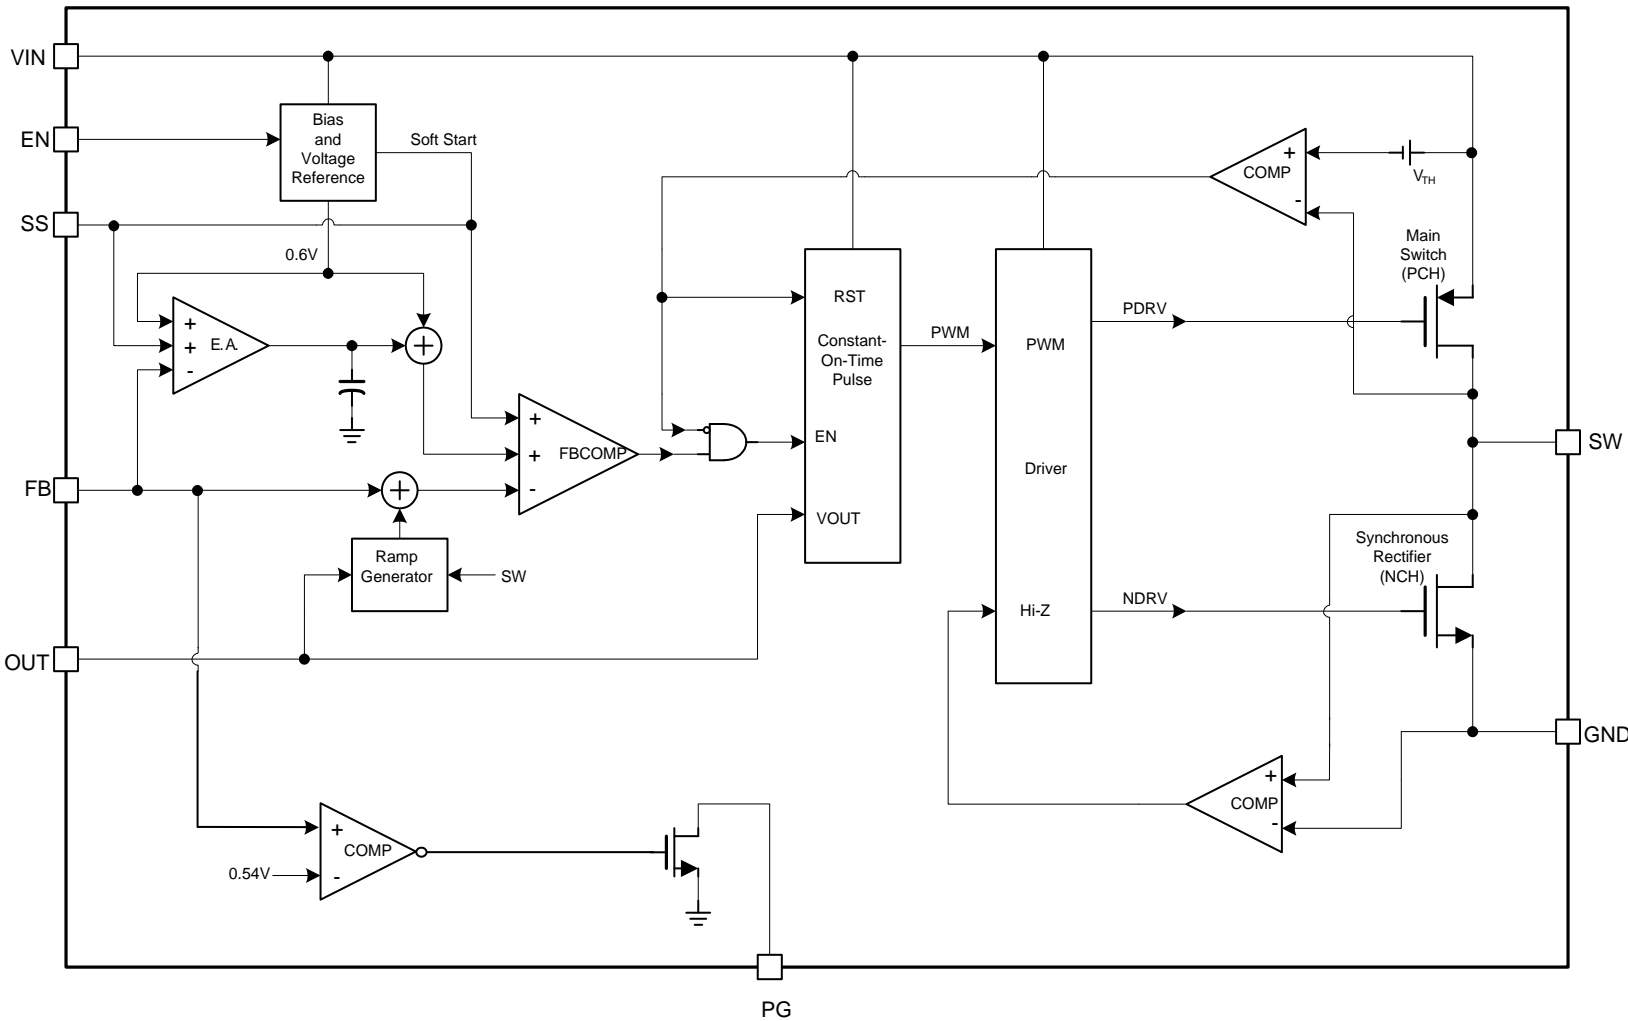 VIN
EN
Bias
and
Voltage
Reference
Soft Start
+
COMP
-
VTH
SS
0.6V
Main
Switch
(PCH)
+
+
-
E.A.
+
RST
Constant-
On-Time
Pulse
EN
VOUT
PWM
PWM
Driver
Hi-Z
PDRV
NDRV
+
+
-
FBCOMP
SW
FB
+
Ramp
Generator
SW
Synchronous
Rectifier
(NCH)
OUT
GND
+
COMP
-
+
COMP
-
0.54V
PG